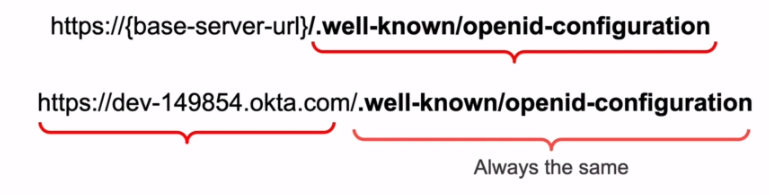 https://{base-server-url}/.well-known/openid-configuration
https://dev-149854.okta.com/.well-known/openid-configuration
Always the same